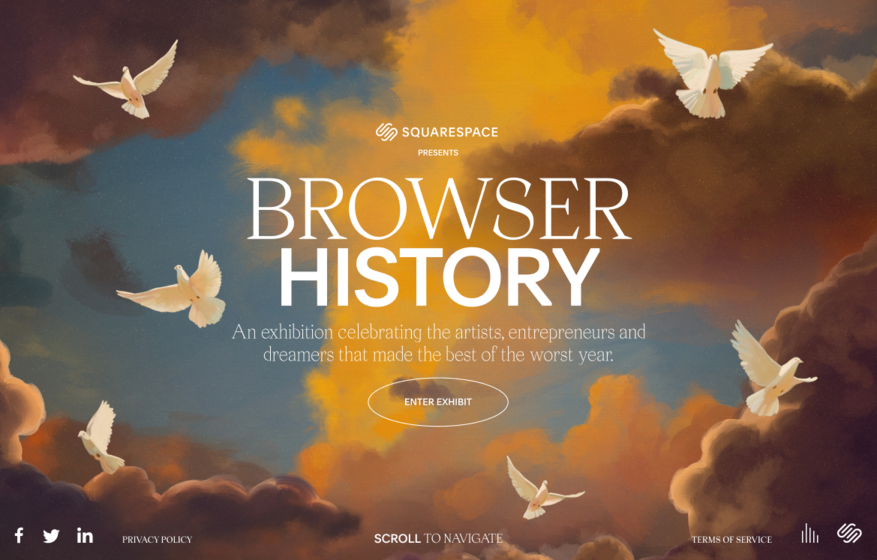 SQUARESPACE
PRESENTS
BROWSER
HISTORY
An exhibition celebrating the artists, entrepreneurs and
dreamers that made the best of the worst year.
ENTER EXHIBIT
PRIVACY POLICY
SCROLL TO NAVIGATE
TERMS OF SERVICE